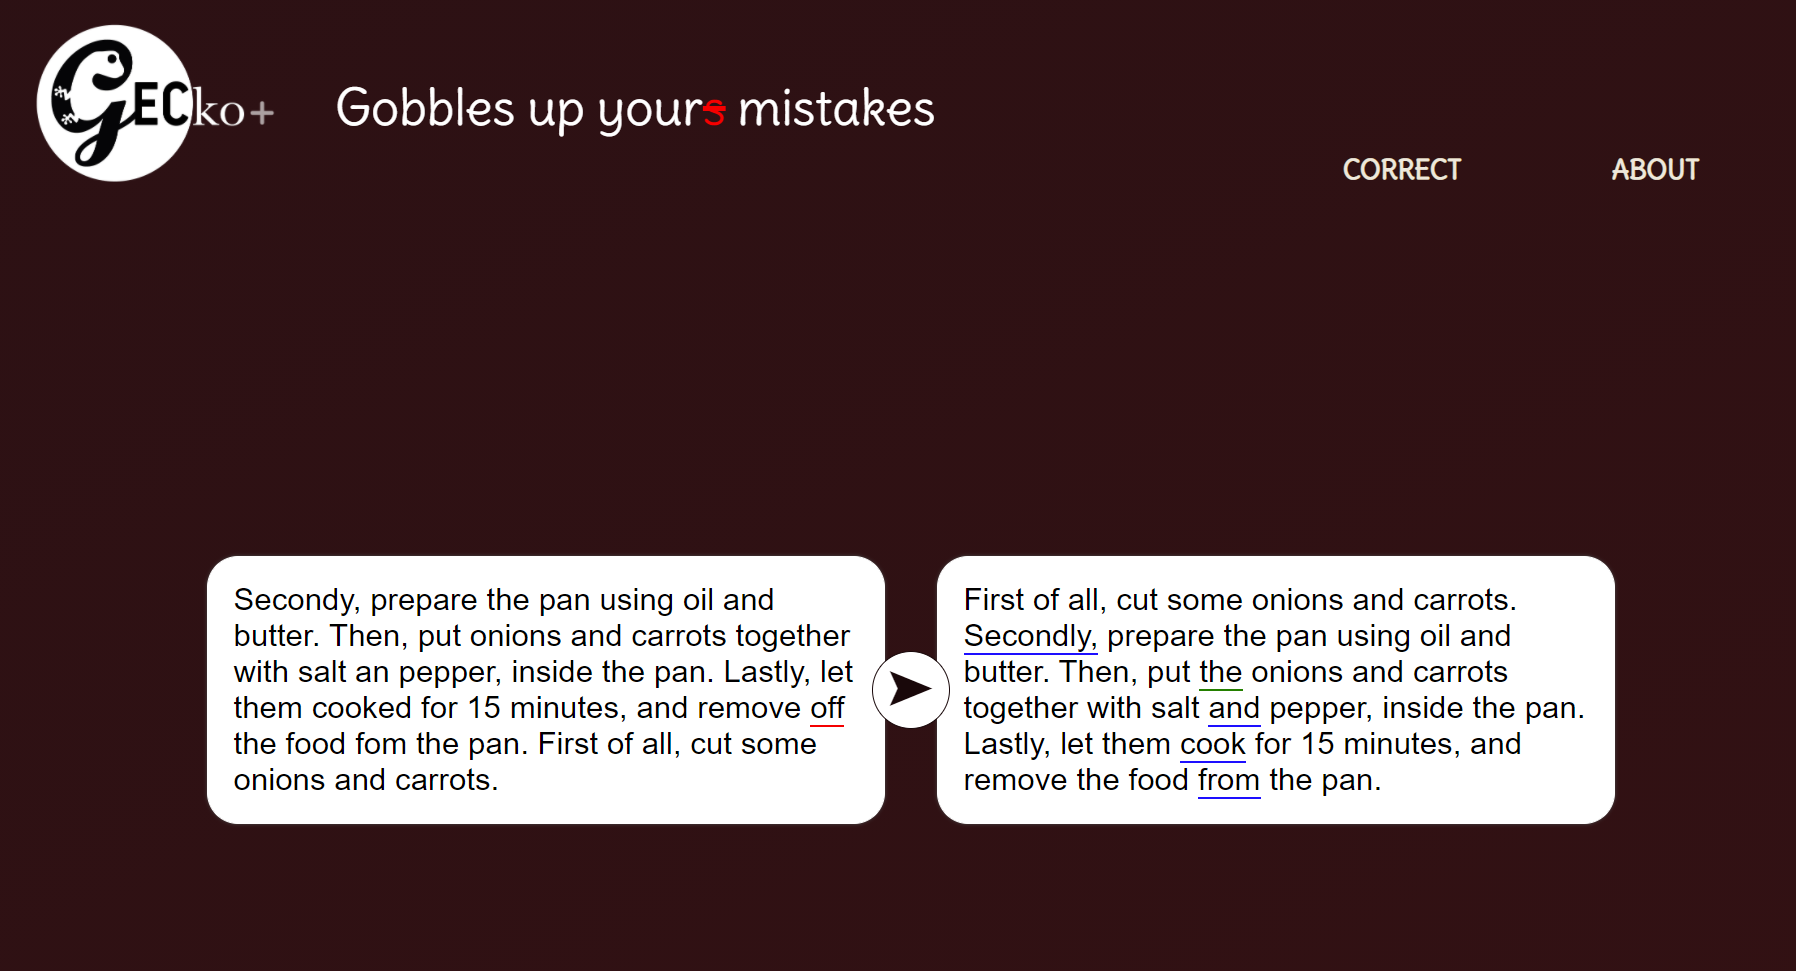 GECko+
Gobbles up yours mistakes
CORRECT
ABOUT
Secondy, prepare the pan using oil and
butter. Then, put onions and carrots together
with salt an pepper, inside the pan. Lastly, let
them cooked for 15 minutes, and remove off
the food fom the pan. First of all, cut some
onions and carrots.
First of all, cut some onions and carrots.
Secondly, prepare the pan using oil and
butter. Then, put the onions and carrots
together with salt and pepper, inside the pan.
Lastly, let them cook for 15 minutes, and
remove the food from the pan.